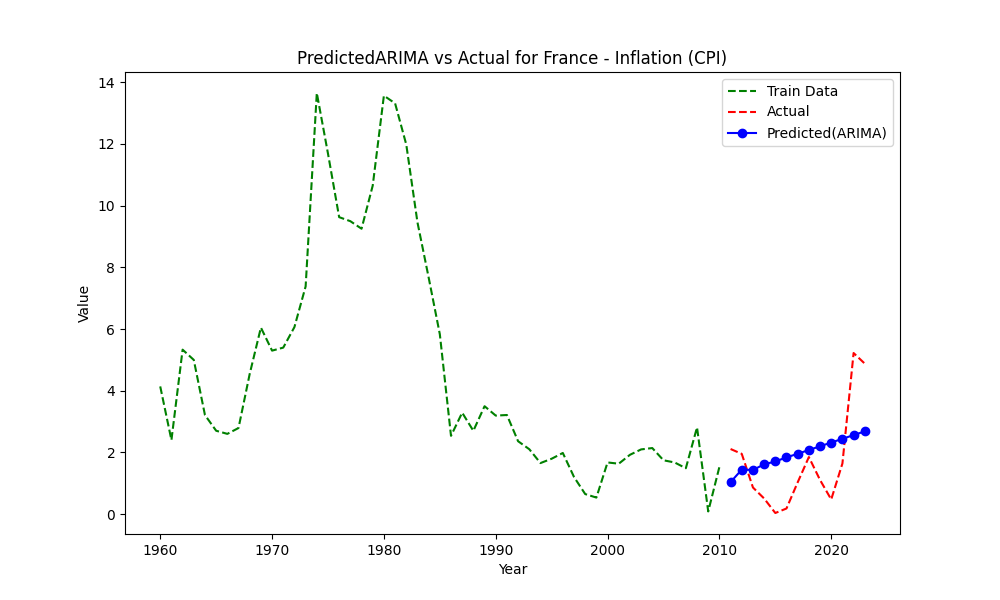 PredictedARIMA vs Actual for France - Inflation (CPI)
Train Data
Actual
Predicted(ARIMA)
14
12
10
8
6
4
2
0
Value
1960 1970 1980 1990 2000 2010 2020
Year